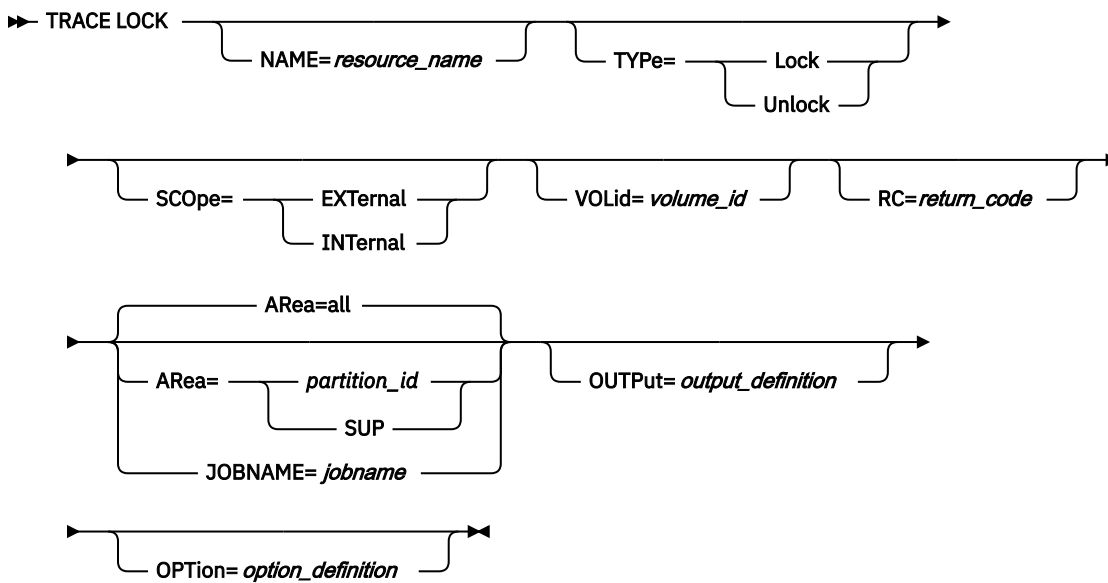 TRACE LOCK
NAME= resource_name
TYPe= Lock
Unlock
SCOpe= EXTernal
INTernal
VOLid= volume_id
RC= return_code
ARea=all
ARea= partition_id
SUP
JOBNAME= jobname
OUTPut= output_definition
OPTion= option_definition